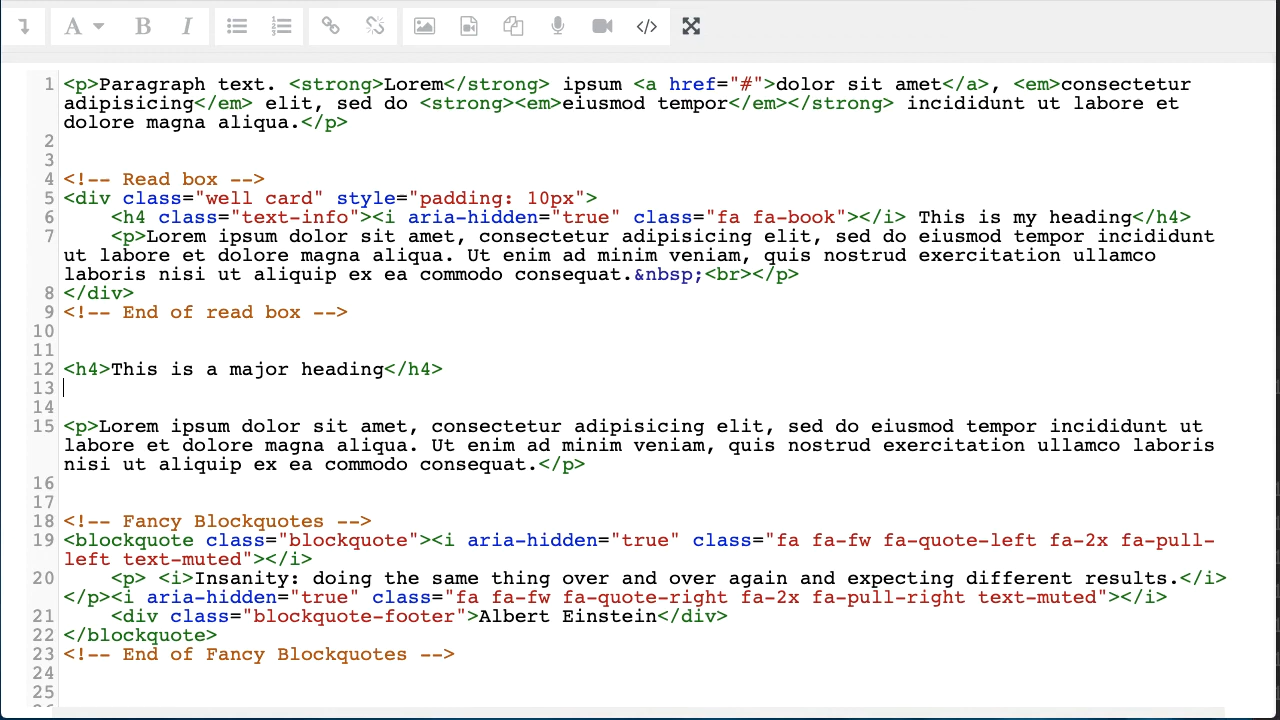 A B I </>
1 <p>Paragraph text. <strong>Lorem</strong> ipsum <a href="#">dolor sit amet</a>, <em>consectetur
adipisicing</em> elit, sed do <strong><em>eiusmod tempor</em></strong> incididunt ut labore et
dolore magna aliqua.</p>
2
3
4 <!-- Read box -->
5 <div class="well card" style="padding: 10px">
6     <h4 class="text-info"><i aria-hidden="true" class="fa fa-book"></i> This is my heading</h4>
7     <p>Lorem ipsum dolor sit amet, consectetur adipisicing elit, sed do eiusmod tempor incididunt
ut labore et dolore magna aliqua. Ut enim ad minim veniam, quis nostrud exercitation ullamco
laboris nisi ut aliquip ex ea commodo consequat.&nbsp;<br></p>
8 </div>
9 <!-- End of read box -->
10
11
12 <h4>This is a major heading</h4>
13
14
15 <p>Lorem ipsum dolor sit amet, consectetur adipisicing elit, sed do eiusmod tempor incididunt ut
labore et dolore magna aliqua. Ut enim ad minim veniam, quis nostrud exercitation ullamco laboris
nisi ut aliquip ex ea commodo consequat.</p>
16
17
18 <!-- Fancy Blockquotes -->
19 <blockquote class="blockquote"><i aria-hidden="true" class="fa fa-fw fa-quote-left fa-2x fa-pull-
left text-muted"></i>
20     <p> <i>Insanity: doing the same thing over and over again and expecting different results.</i>
</p><i aria-hidden="true" class="fa fa-fw fa-quote-right fa-2x fa-pull-right text-muted"></i>
21     <div class="blockquote-footer">Albert Einstein</div>
22 </blockquote>
23 <!-- End of Fancy Blockquotes -->
24
25